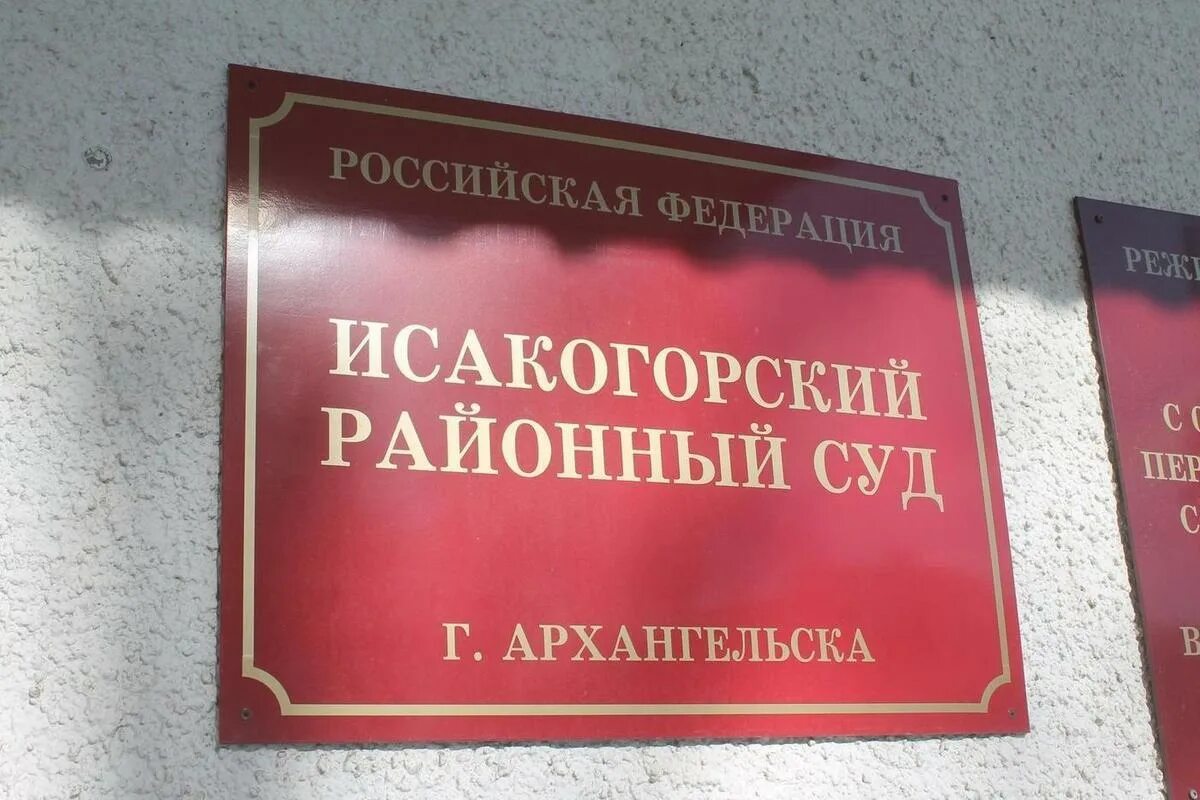 РОССИЙСКАЯ ФЕДЕРАЦИЯ
ИСАКОГОРСКИЙ
РАЙОННЫЙ СУД
Г. АРХАНГЕЛЬСКА